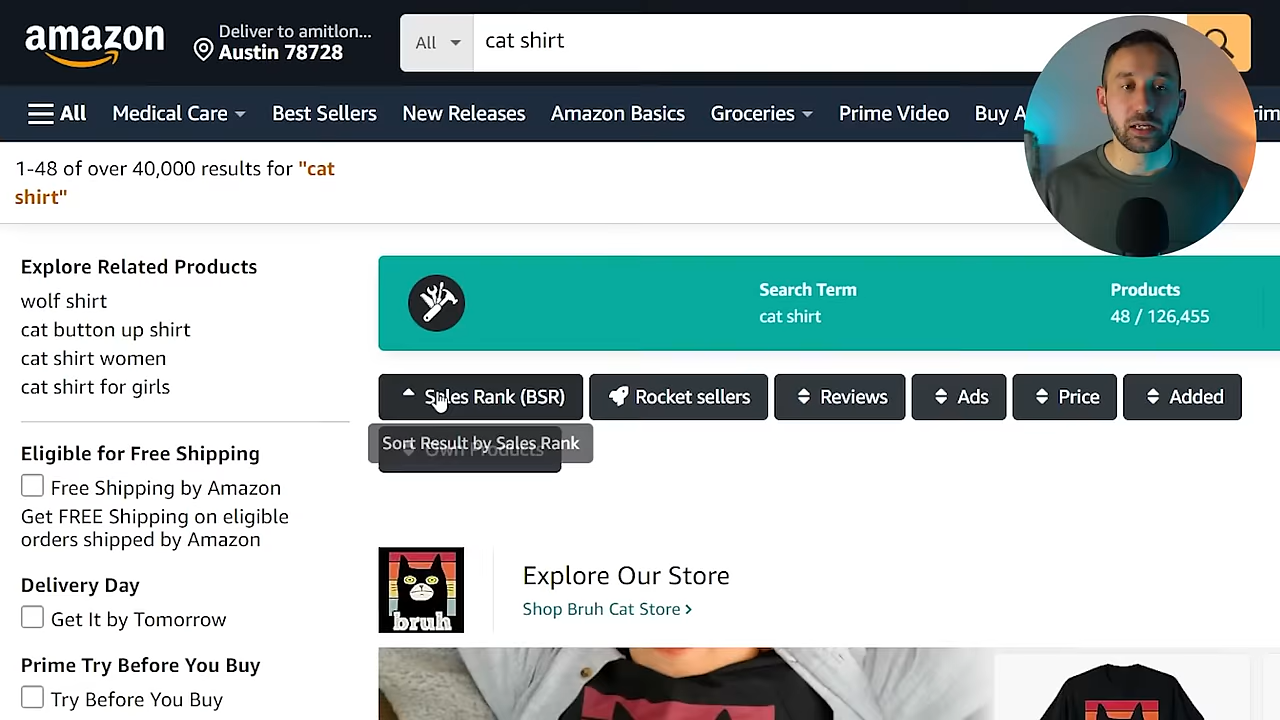 amazon
Deliver to amitlon...
Austin 78728
All
cat shirt
All
Medical Care
Best Sellers
New Releases
Amazon Basics
Groceries
Prime Video
Buy A
1-48 of over 40,000 results for "cat
shirt"
Explore Related Products
wolf shirt
cat button up shirt
cat shirt women
cat shirt for girls
Eligible for Free Shipping
Free Shipping by Amazon
Get FREE Shipping on eligible
orders shipped by Amazon
Delivery Day
Get It by Tomorrow
Prime Try Before You Buy
Try Before You Buy
Search Term
cat shirt
Products
48 / 126,455
Sales Rank (BSR)
Rocket sellers
Reviews
Ads
Price
Added
Sort Result by Sales Rank
Own Products
bruh
Explore Our Store
Shop Bruh Cat Store